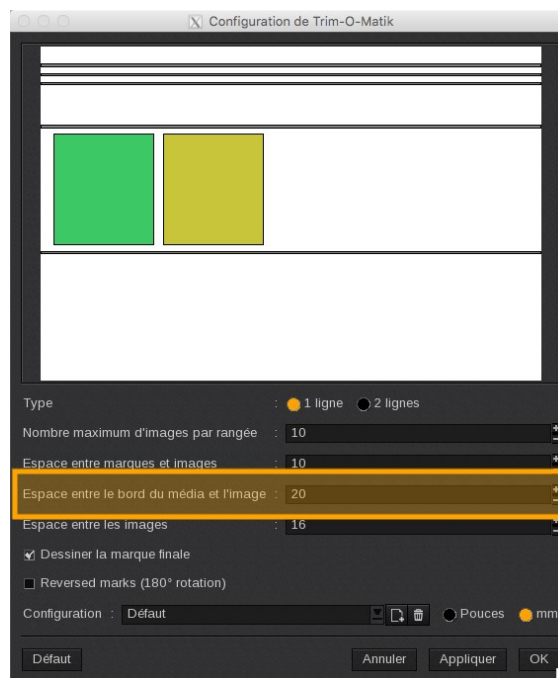 Configuration de Trim-O-Matik
Type : 1 ligne 2 lignes
Nombre maximum d'images par rangée : 10
Espace entre marques et images : 10
Espace entre le bord du média et l'image : 20
Espace entre les images : 16
Dessiner la marque finale
Reversed marks (180° rotation)
Configuration : Défaut Pouces mm
Défaut Annuler Appliquer OK